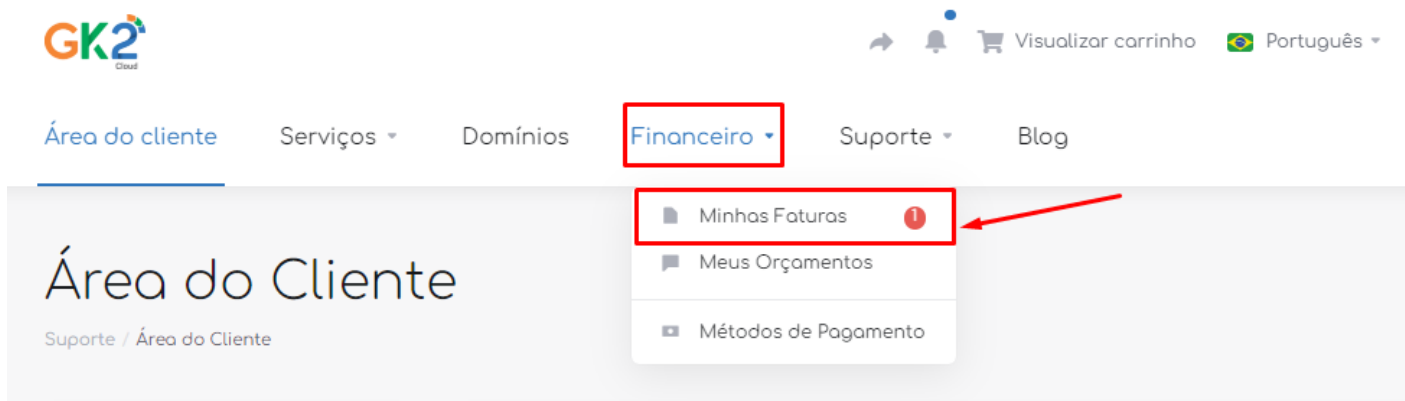 GK2
Cloud
Visualizar carrinho
Português
Área do cliente
Serviços
Domínios
Financeiro
Suporte
Blog
Minhas Faturas 1
Meus Orçamentos
Métodos de Pagamento
Área do Cliente
Suporte / Área do Cliente